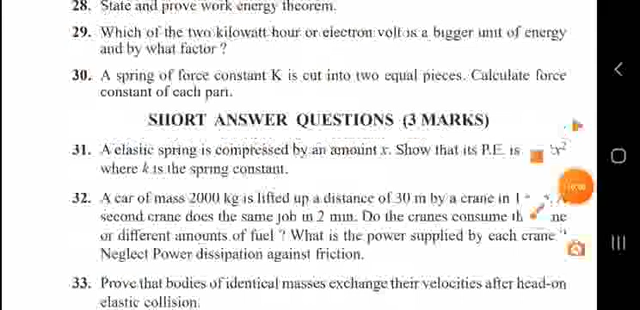 28. State and prove work energy theorem.
29. Which of the two kilowatt hour or electron volt is a bigger unit of energy
and by what factor ?
30. A spring of force constant K is cut into two equal pieces. Calculate force
constant of each part.
SHORT ANSWER QUESTIONS (3 MARKS)
31. A elastic spring is compressed by an amount x. Show that its P.E. is x²
where k is the spring constant.
32. A car of mass 2000 kg is lifted up a distance of 30 m by a crane in 1
second crane does the same job in 2 min. Do the cranes consume
or different amounts of fuel ? What is the power supplied by each crane
Neglect Power dissipation against friction.
33. Prove that bodies of identical masses exchange their velocities after head-on
elastic collision.